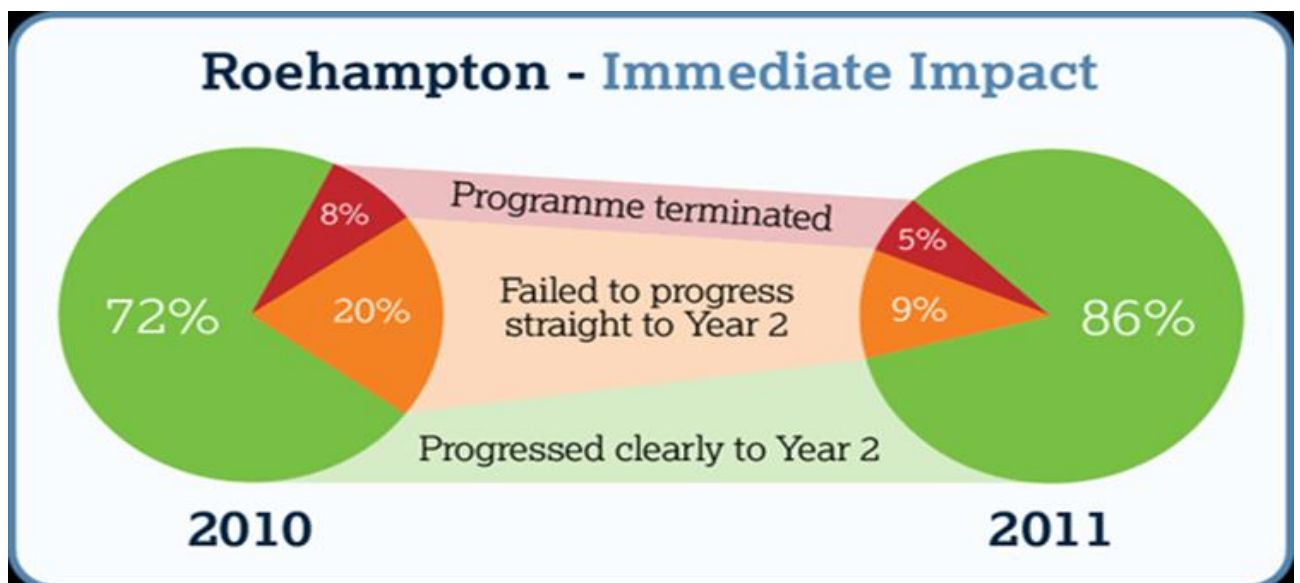 Roehampton - Immediate Impact
Programme terminated
8%
5%
Failed to progress
straight to Year 2
72%
20%
9%
86%
Progressed clearly to Year 2
2010
2011